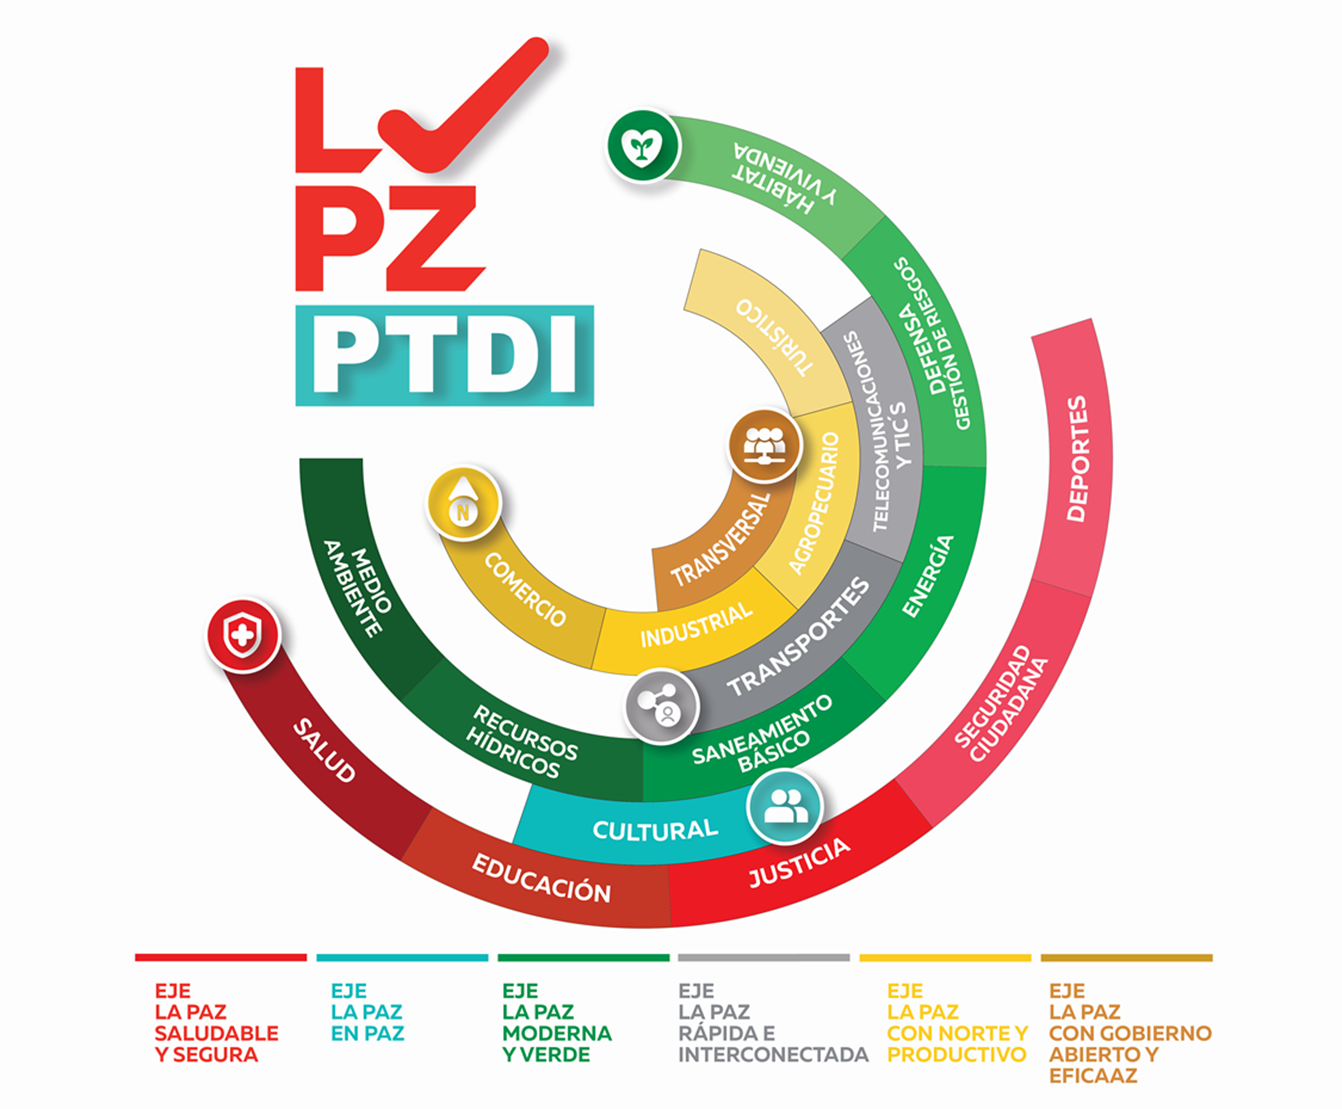 L PZ
PTDI
HÁBITAT
Y VIVIENDA
DEFENSA
GESTIÓN DE RIESGOS
ENERGÍA
SANEAMIENTO
BÁSICO
RECURSOS
HÍDRICOS
MEDIO
AMBIENTE
TURÍSTICO
AGROPECUARIO
INDUSTRIAL
COMERCIO
N
TELECOMUNICACIONES
Y TIC´S
TRANSPORTES
TRANSVERSAL
CULTURAL
DEPORTES
SEGURIDAD
CIUDADANA
JUSTICIA
EDUCACIÓN
SALUD
EJE
LA PAZ
SALUDABLE
Y SEGURA
EJE
LA PAZ
EN PAZ
EJE
LA PAZ
MODERNA
Y VERDE
EJE
LA PAZ
RÁPIDA E
INTERCONECTADA
EJE
LA PAZ
CON NORTE Y
PRODUCTIVO
EJE
LA PAZ
CON GOBIERNO
ABIERTO Y
EFICAAZ